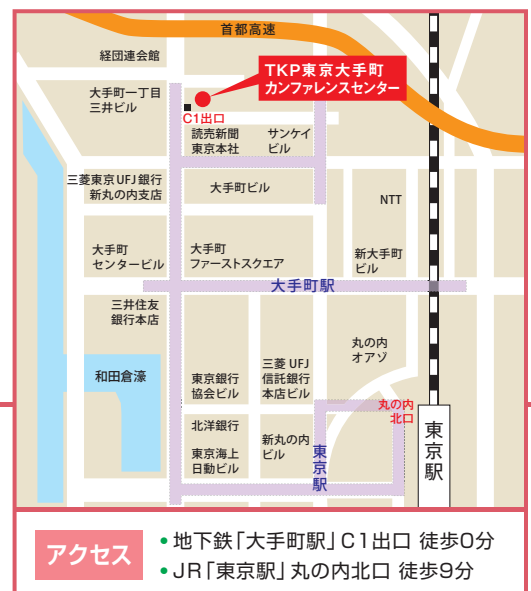 首都高速
経団連会館
TKP東京大手町
カンファレンスセンター
大手町一丁目
三井ビル
C1出口
読売新聞
東京本社
サンケイ
ビル
三菱東京UFJ銀行
新丸の内支店
大手町ビル
NTT
大手町
センタービル
大手町
ファーストスクエア
新大手町
ビル
大手町駅
三井住友
銀行本店
丸の内
オアゾ
和田倉濠
東京銀行
協会ビル
三菱 UFJ
信託銀行
本店ビル
丸の内
北口
北洋銀行
東京海上
日動ビル
新丸の内
ビル
東京駅
東京駅
アクセス
•地下鉄「大手町駅」C1出口 徒歩0分
•JR「東京駅」丸の内北口 徒歩9分